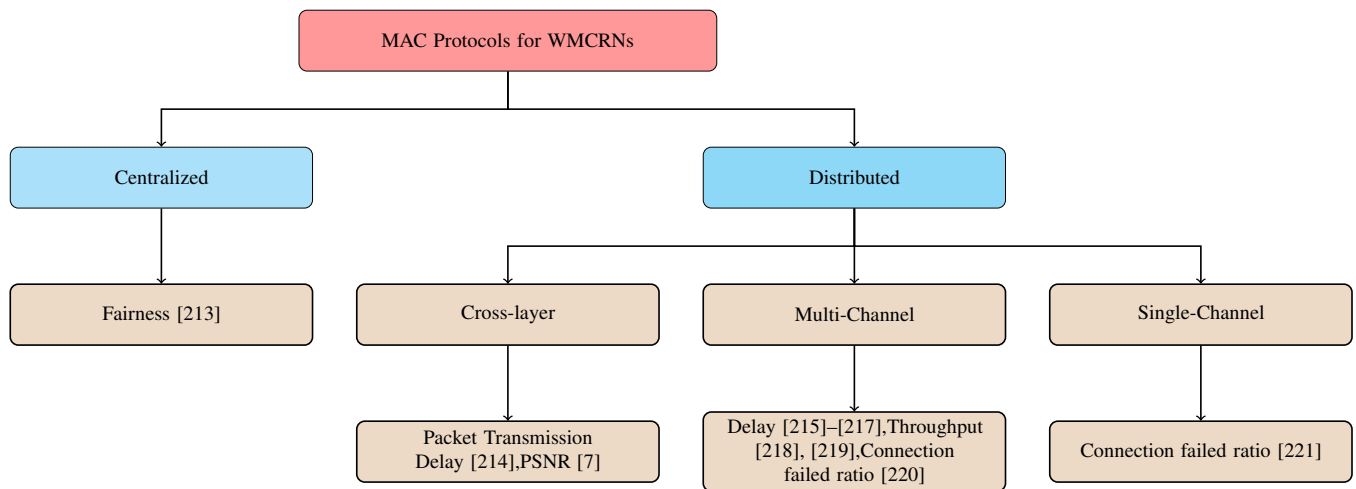 MAC Protocols for WMCRNs
Centralized
Distributed
Fairness [213]
Cross-layer
Multi-Channel
Single-Channel
Packet Transmission
Delay [214],PSNR [7]
Delay [215]–[217],Throughput
[218], [219],Connection
failed ratio [220]
Connection failed ratio [221]